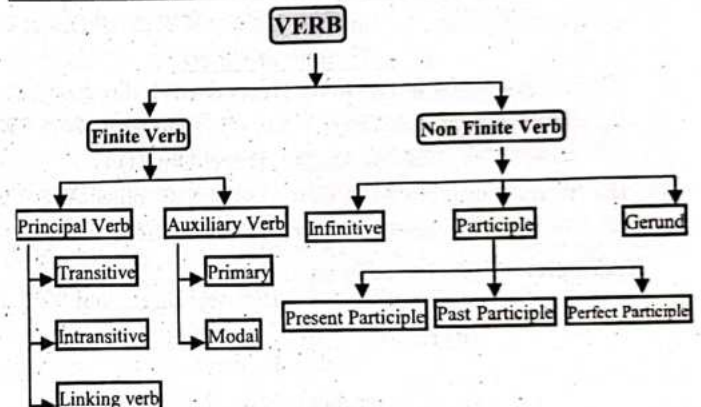 VERB
Finite Verb
Non Finite Verb
Principal Verb
Auxiliary Verb
Infinitive
Participle
Gerund
Transitive
Primary
Present Participle
Past Participle
Perfect Participle
Intransitive
Modal
Linking verb